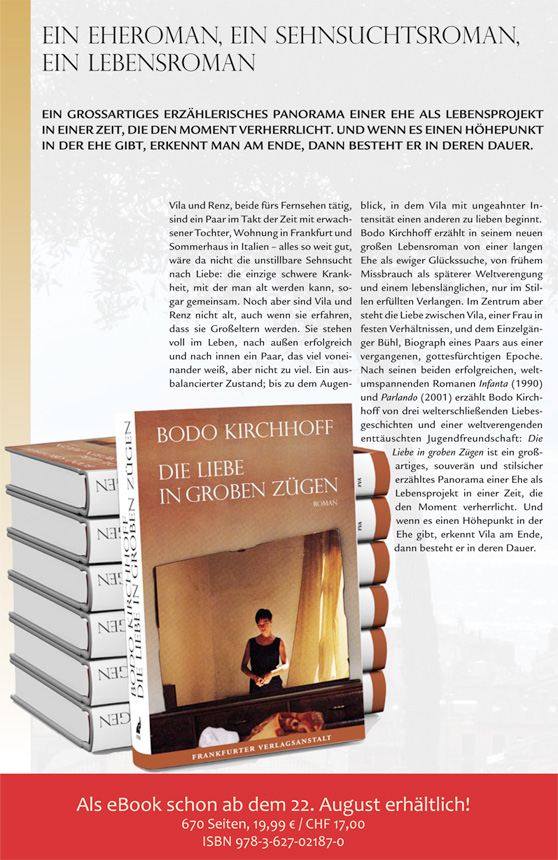 EIN EHEROMAN, EIN SEHNSUCHTSROMAN,
EIN LEBENSROMAN
EIN GROSSARTIGES ERZÄHLERISCHES PANORAMA EINER EHE ALS LEBENSPROJEKT
IN EINER ZEIT, DIE DEN MOMENT VERHERRLICHT. UND WENN ES EINEN HÖHEPUNKT
IN DER EHE GIBT, ERKENNT MAN AM ENDE, DANN BESTEHT ER IN DEREN DAUER.
Vila und Renz, beide fürs Fernsehen tätig,
sind ein Paar im Takt der Zeit mit erwach-
sener Tochter, Wohnung in Frankfurt und
Sommerhaus in Italien – alles so weit gut,
wäre da nicht die unstillbare Sehnsucht
nach Liebe: die einzige schwere Krank-
heit, mit der man alt werden kann, so-
gar gemeinsam. Noch aber sind Vila und
Renz nicht alt, auch wenn sie erfahren,
dass sie Großeltern werden. Sie stehen
voll im Leben, nach außen erfolgreich
und nach innen ein Paar, das viel vonei-
nander weiß, aber nicht zu viel. Ein aus-
balancierter Zustand; bis zu dem Augen-
blick, in dem Vila mit ungeahnter In-
tensität einen anderen zu lieben beginnt.
Bodo Kirchhoff erzählt in seinem neuen
großen Lebensroman von einer langen
Ehe als ewiger Glückssuche, von frühem
Missbrauch als späterer Weltverengung
und einem lebenslänglichen, nur im Stil-
len erfüllten Verlangen. Im Zentrum aber
steht die Liebe zwischen Vila, einer Frau in
festen Verhältnissen, und dem Einzelgän-
ger Bühl, Biograph eines Paars aus einer
vergangenen, gottesfürchtigen Epoche.
Nach seinen beiden erfolgreichen, welt-
umspannenden Romanen Infanta (1990)
und Parlando (2001) erzählt Bodo Kirch-
hoff von drei welterschließenden Liebes-
geschichten und einer weltverengenden
enttäuschten Jugendfreundschaft: Die
Liebe in groben Zügen ist ein groß-
artiges, souverän und stilsicher
erzähltes Panorama einer Ehe als
Lebensprojekt in einer Zeit, die
den Moment verherrlicht. Und
wenn es einen Höhepunkt in der
Ehe gibt, erkennt Vila am Ende,
dann besteht er in deren Dauer.
BODO KIRCHHOFF
DIE LIEBE
IN GROBEN ZÜGEN
ROMAN
FRANKFURTER VERLAGSANSTALT
BODO KIRCHHOFF
DIE LIEBE IN GROBEN ZÜGEN
GEN
GEN
GEN
GEN
GEN
GEN
FVA
FVA
Als eBook schon ab dem 22. August erhältlich!
670 Seiten, 19,99 € / CHF 17,00
ISBN 978-3-627-02187-0